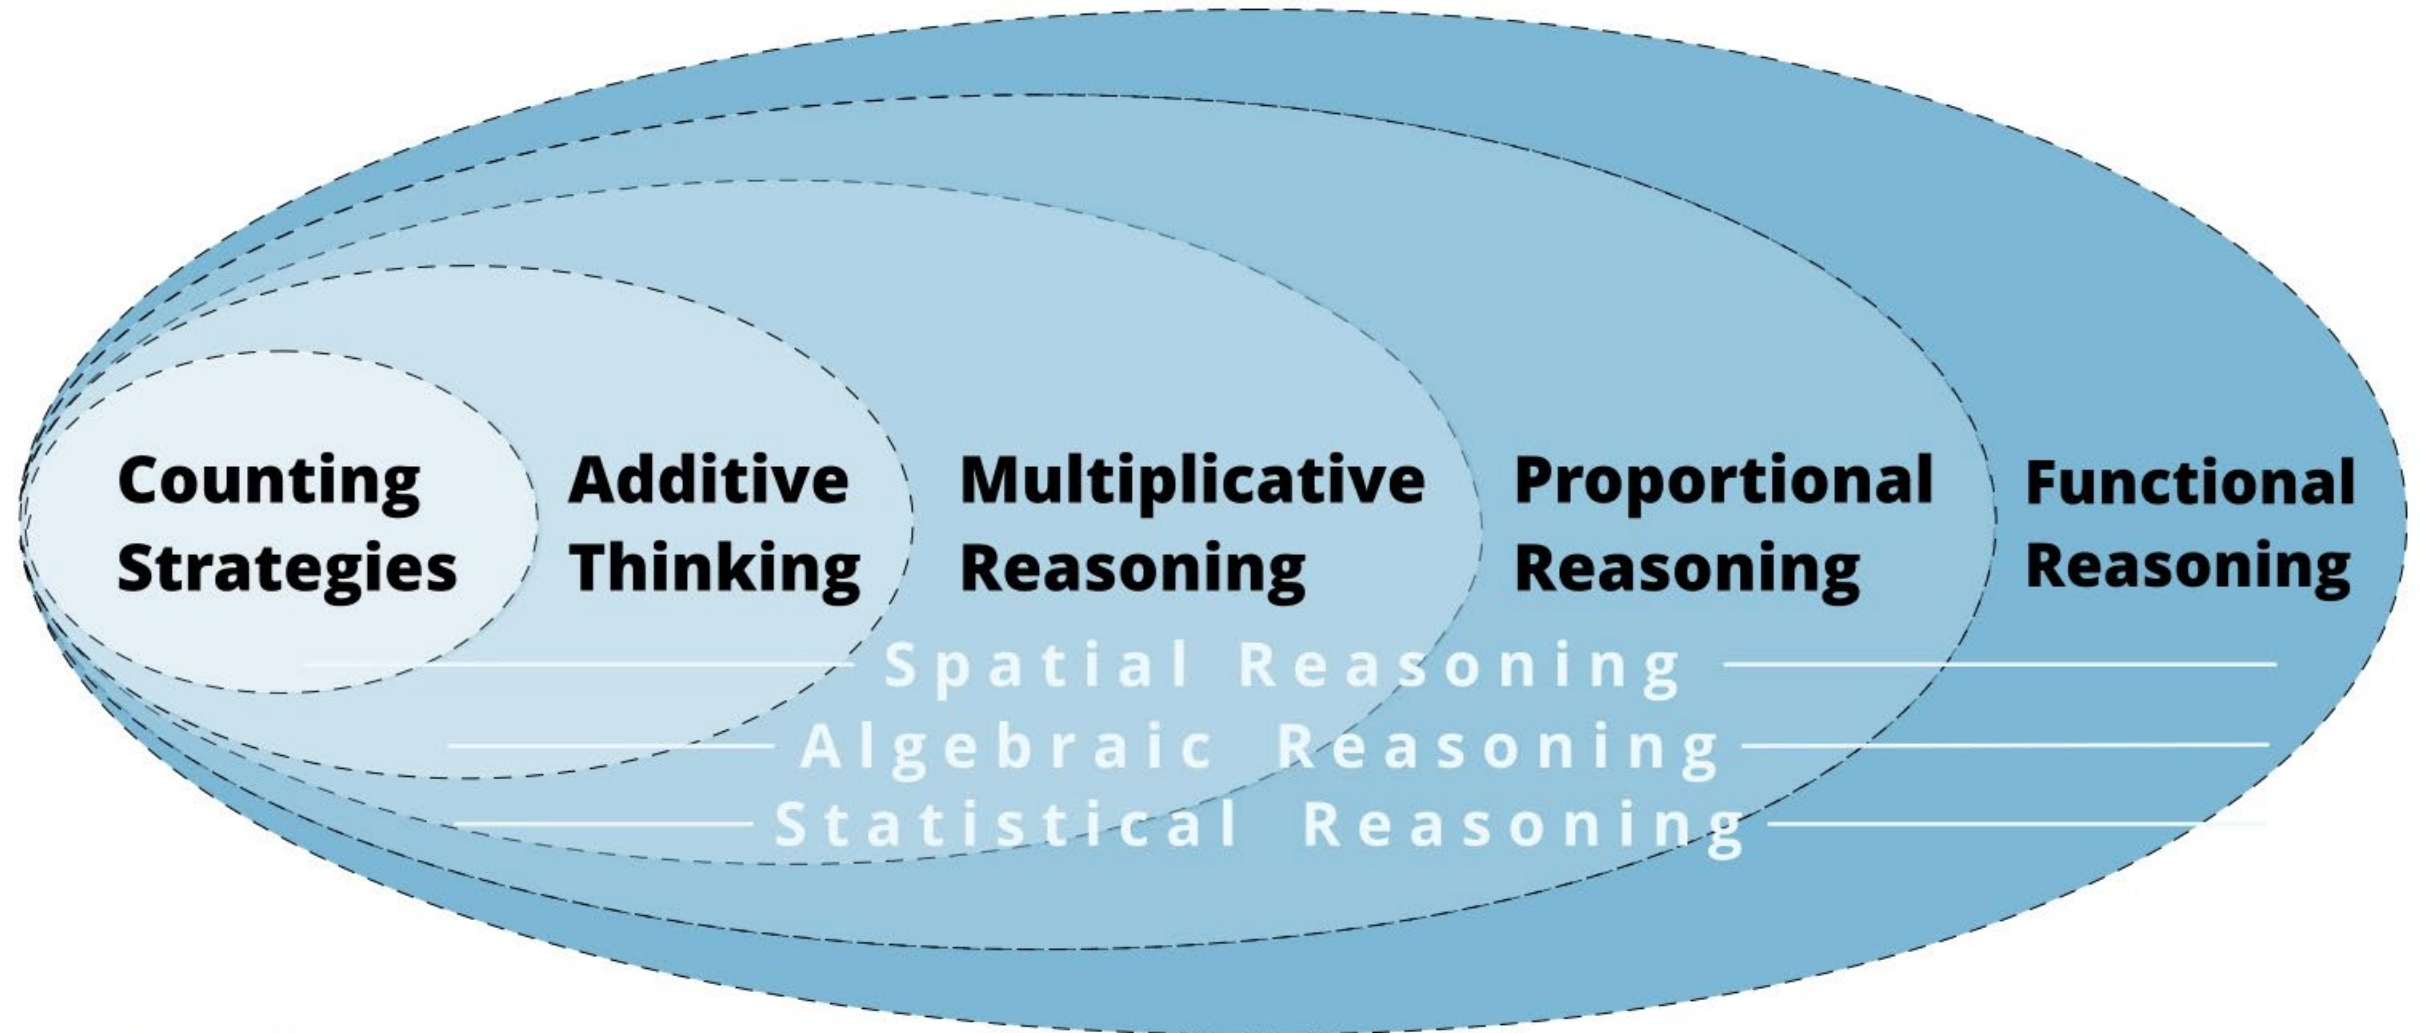 Counting Strategies
Additive Thinking
Multiplicative Reasoning
Proportional Reasoning
Functional Reasoning
Spatial Reasoning
Algebraic Reasoning
Statistical Reasoning